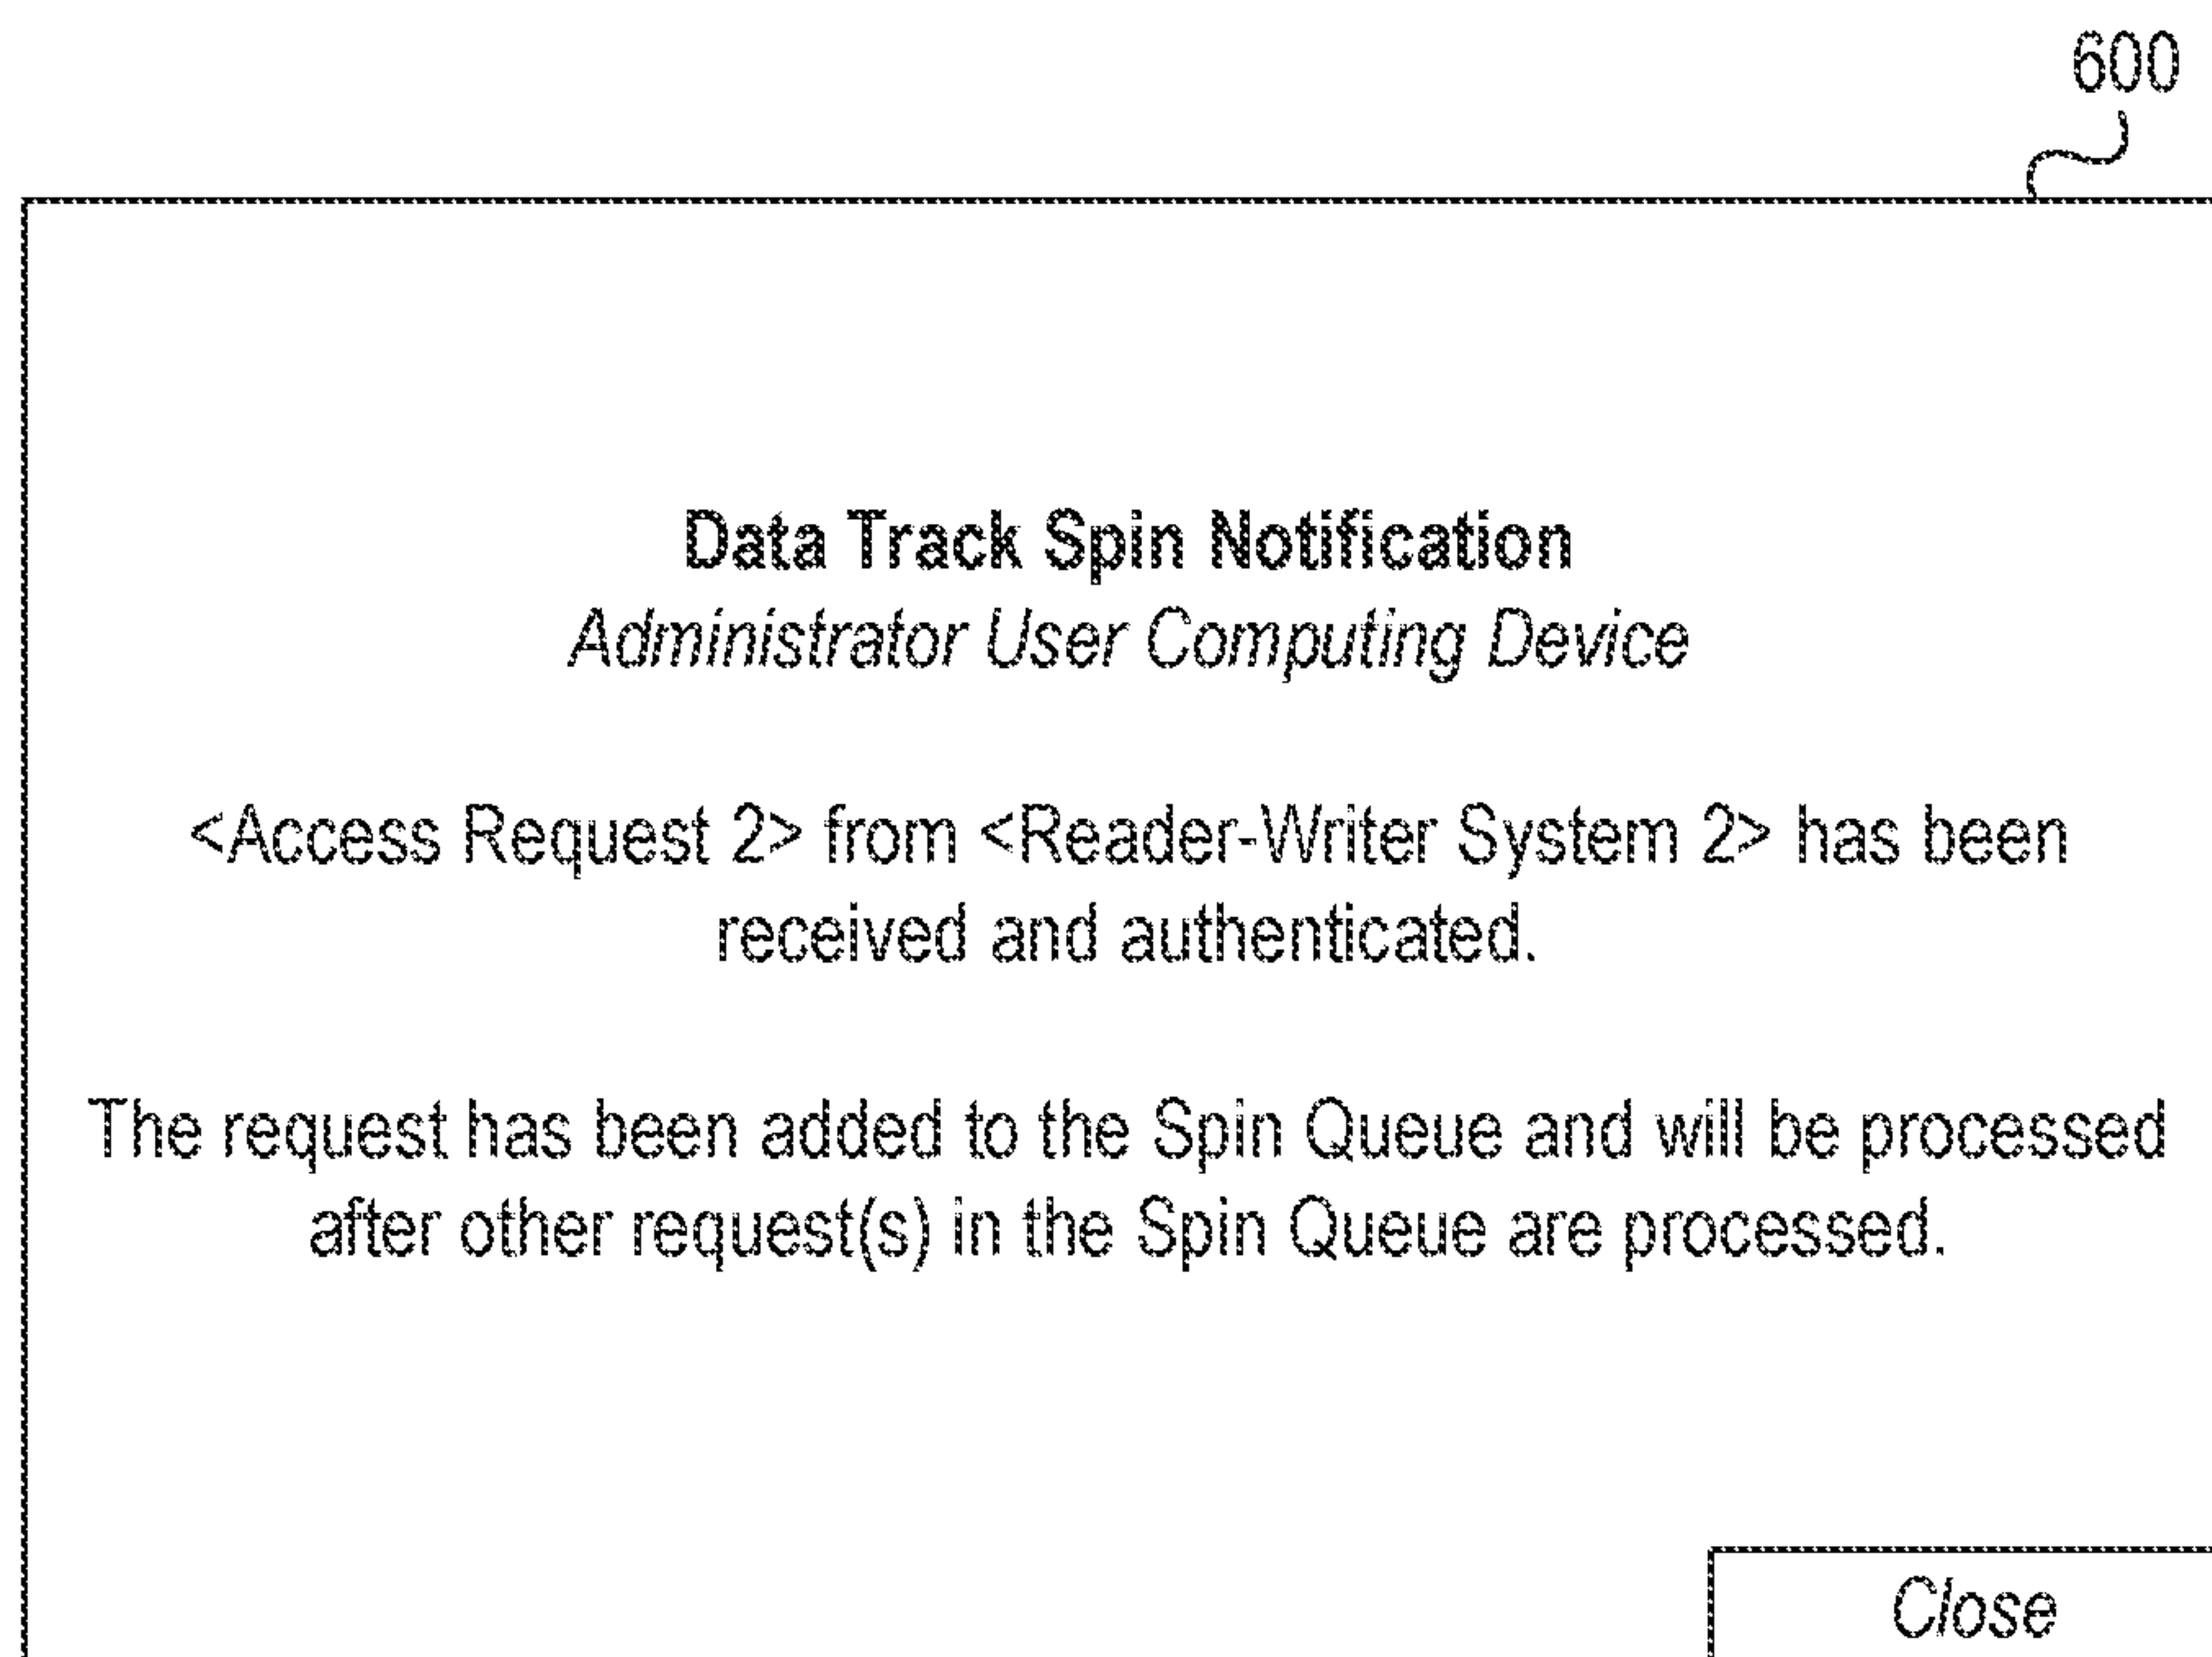 600
Data Track Spin Notification
Administrator User Computing Device
<Access Request 2> from <Reader-Writer System 2> has been
received and authenticated.
The request has been added to the Spin Queue and will be processed
after other request(s) in the Spin Queue are processed.
Close